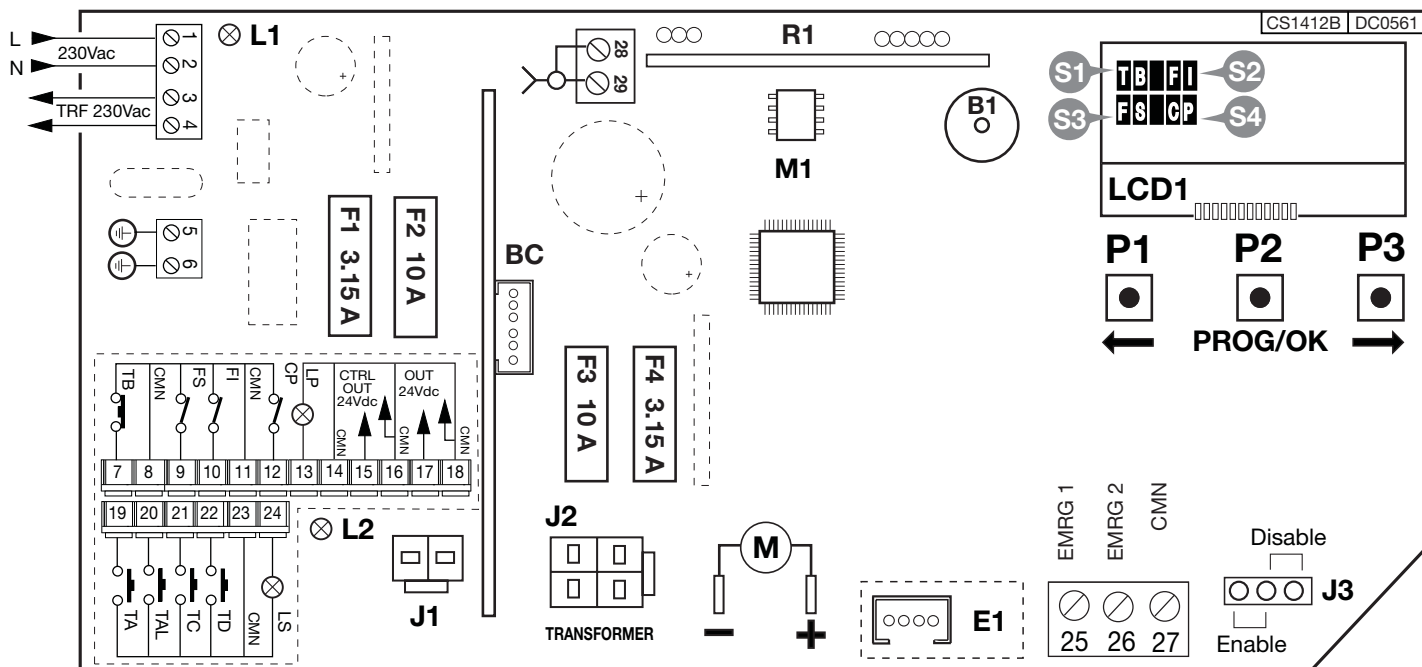 CS1412B DC0561
L 230Vac
N
TRF 230Vac
1
2
3
4
L1
28
29
R1
B1
M1
S1 TB FI S2
S3 FS CP S4
LCD1
P1 P2 P3
PROG/OK
5
6
F1 3.15 A
F2 10 A
BC
F3 10 A
F4 3.15 A
TB CMN FS FI CMN CP LP CMN CTRL OUT 24Vdc CMN OUT 24Vdc CMN
7 8 9 10 11 12 13 14 15 16 17 18
19 20 21 22 23 24
TA TAL TC TD CMN LS
L2
J1
J2
TRANSFORMER
M
− +
E1
EMRG 1 EMRG 2 CMN
25 26 27
Disable
J3
Enable